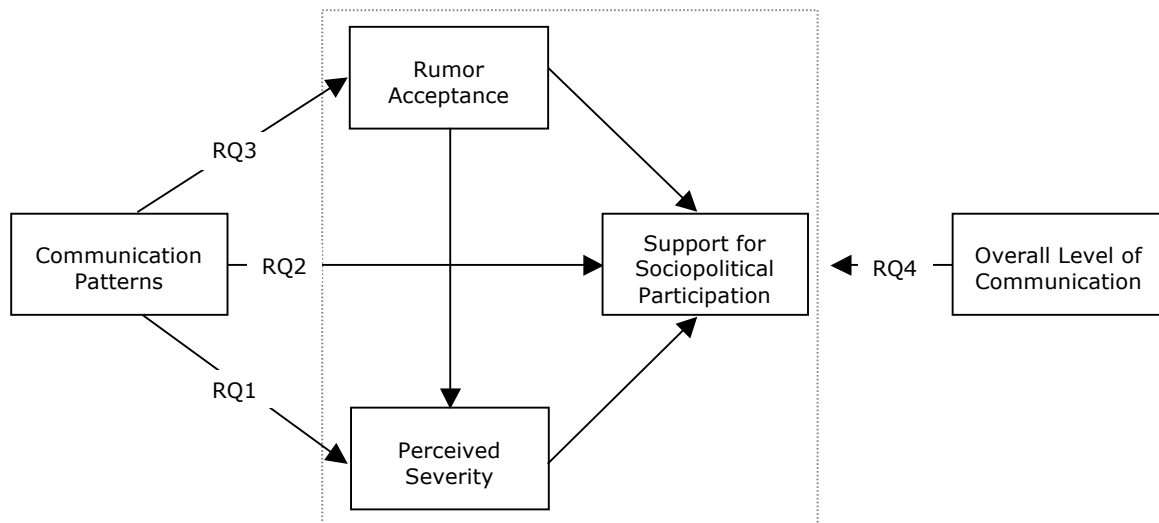 Rumor
Acceptance
RQ3
Communication
Patterns
RQ2
Support for
Sociopolitical
Participation
RQ4
Overall Level of
Communication
RQ1
Perceived
Severity